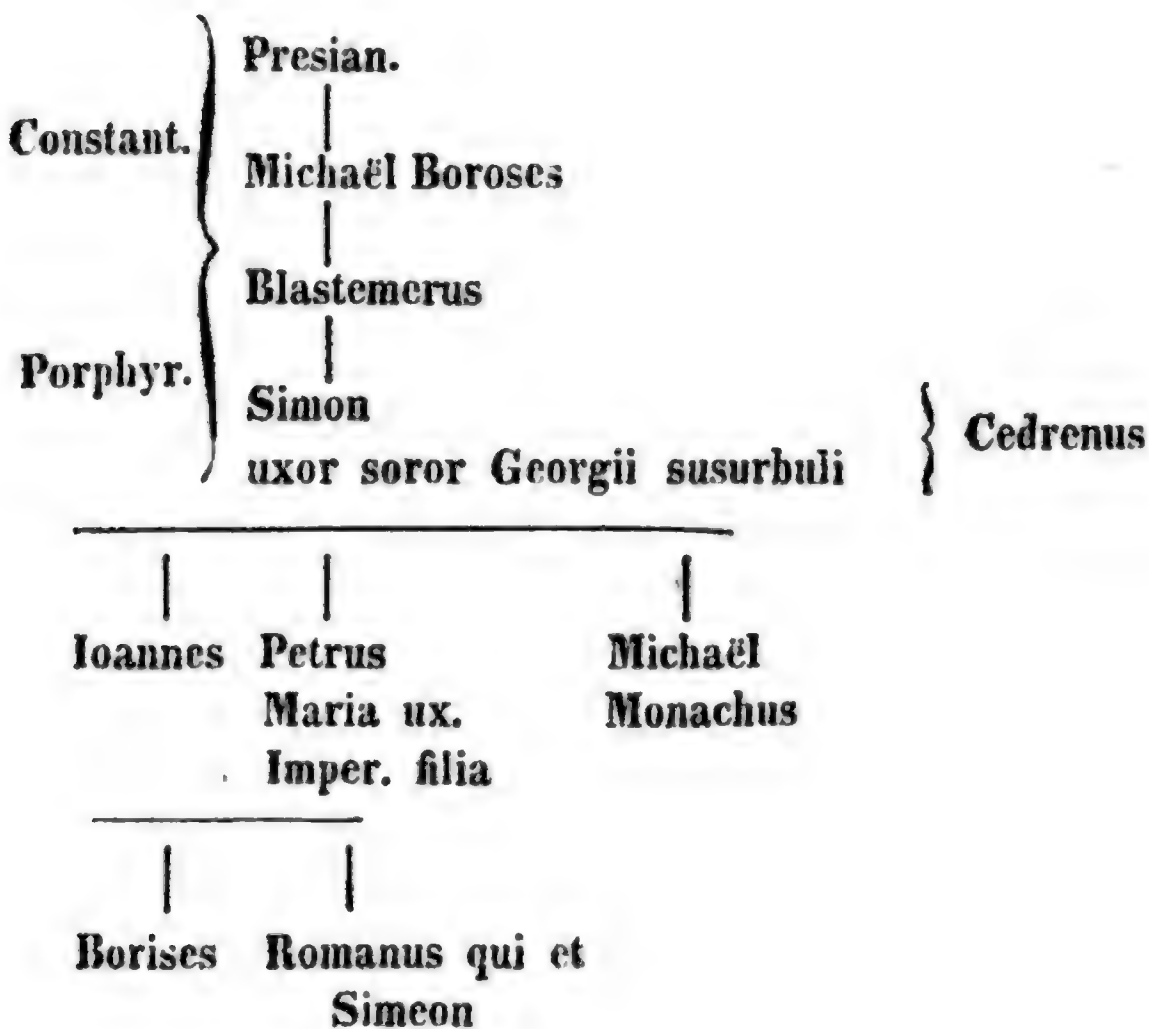 Presian.
Constant.
Michaël Boroses
Blastemerus
Porphyr.
Simon
Cedrenus
uxor soror Georgii susurbuli
Ioannes Petrus Michaël
Maria ux. Monachus
Imper. filia
Borises Romanus qui et
Simeon